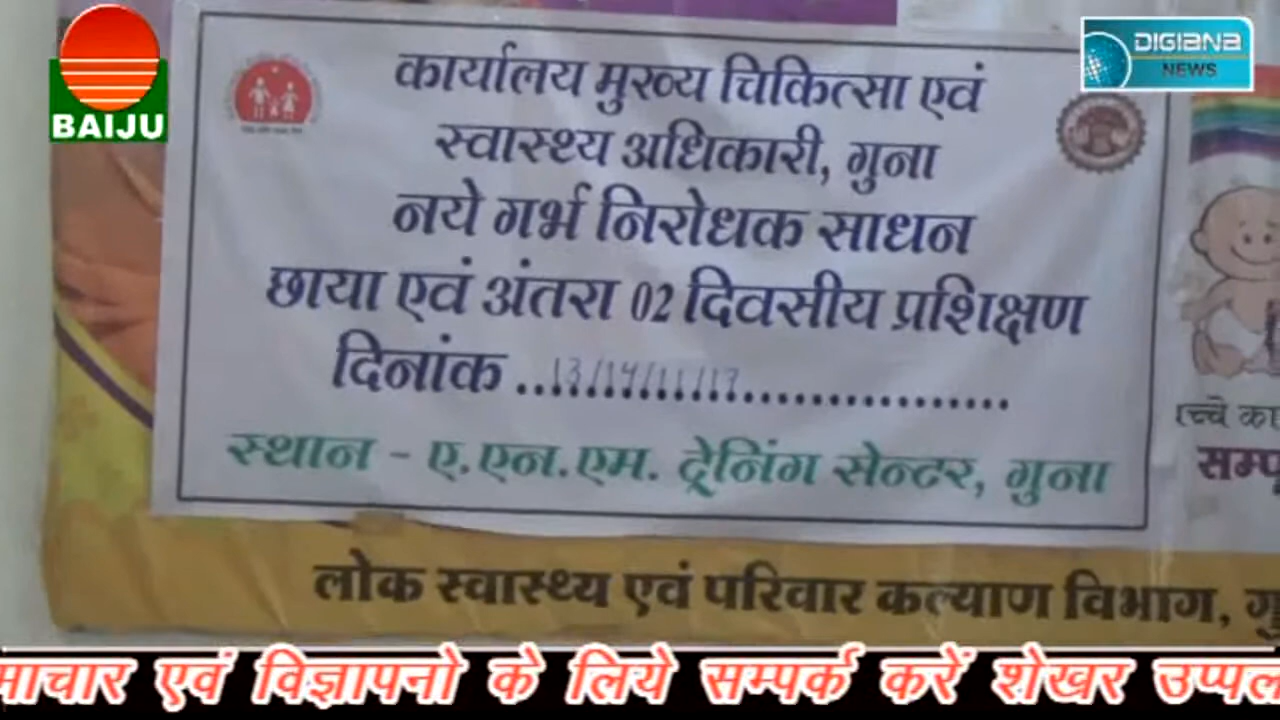 BAIJU
DIGIANA
NEWS
कार्यालय मुख्य चिकित्सा एवं
स्वास्थ्य अधिकारी, गुना
नये गर्भ निरोधक साधन
छाया एवं अंतरा 02 दिवसीय प्रशिक्षण
दिनांक ..13/14/11/17..............................
स्थान - ए.एन.एम. ट्रेनिंग सेन्टर, गुना
लोक स्वास्थ्य एवं परिवार कल्याण विभाग,
एवं विज्ञापनो के लिये सम्पर्क करें शेखर उप्पल